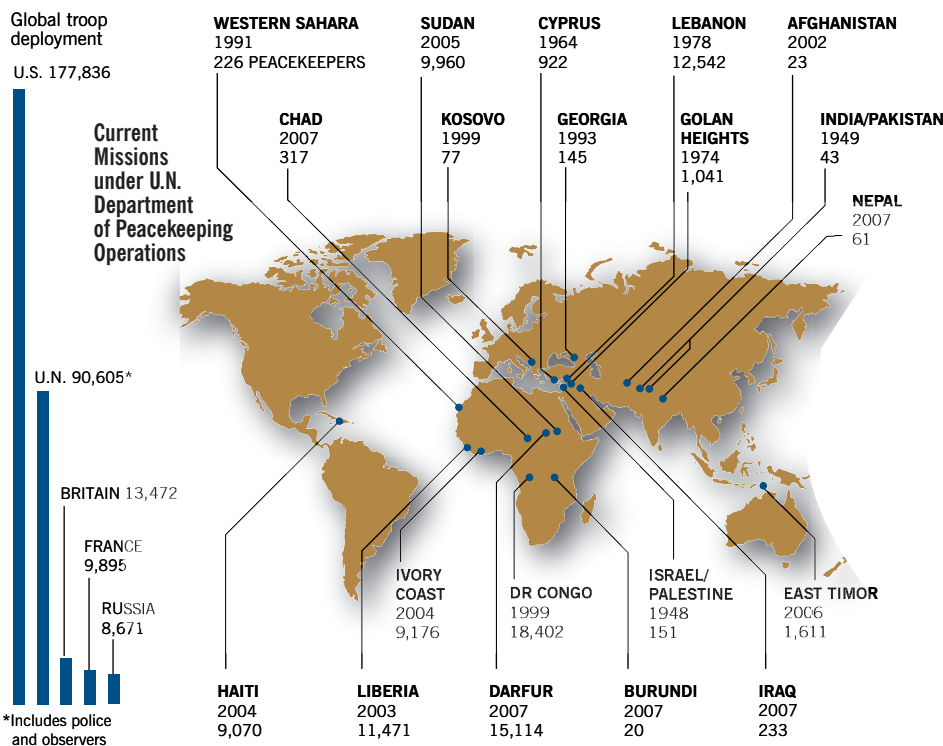 Global troop
deployment
U.S. 177,836
U.N. 90,605*
BRITAIN 13,472
FRANCE
9,895
RUSSIA
8,671
*Includes police
and observers
Current
Missions
under U.N.
Department
of Peacekeeping
Operations
WESTERN SAHARA
1991
226 PEACEKEEPERS
SUDAN
2005
9,960
CYPRUS
1964
922
LEBANON
1978
12,542
AFGHANISTAN
2002
23
CHAD
2007
317
KOSOVO
1999
77
GEORGIA
1993
145
GOLAN
HEIGHTS
1974
1,041
INDIA/PAKISTAN
1949
43
NEPAL
2007
61
IVORY
COAST
2004
9,176
DR CONGO
1999
18,402
ISRAEL/
PALESTINE
1948
151
EAST TIMOR
2006
1,611
HAITI
2004
9,070
LIBERIA
2003
11,471
DARFUR
2007
15,114
BURUNDI
2007
20
IRAQ
2007
233